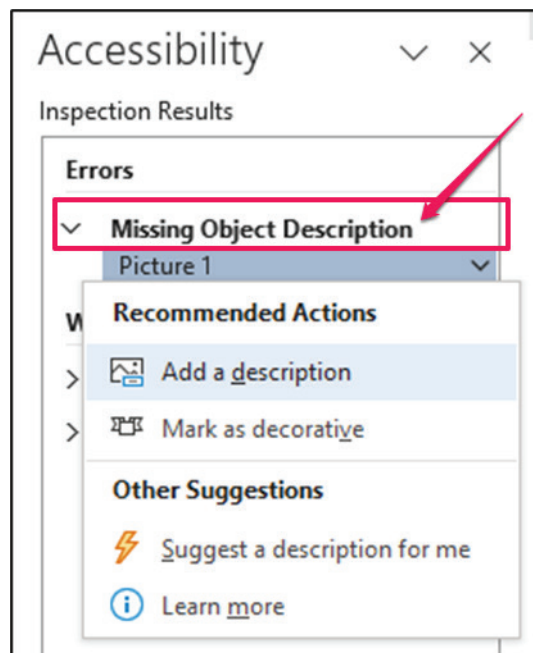 Accessibility
Inspection Results
Errors
Missing Object Description
Picture 1
W
Recommended Actions
Add a description
Mark as decorative
Other Suggestions
Suggest a description for me
Learn more